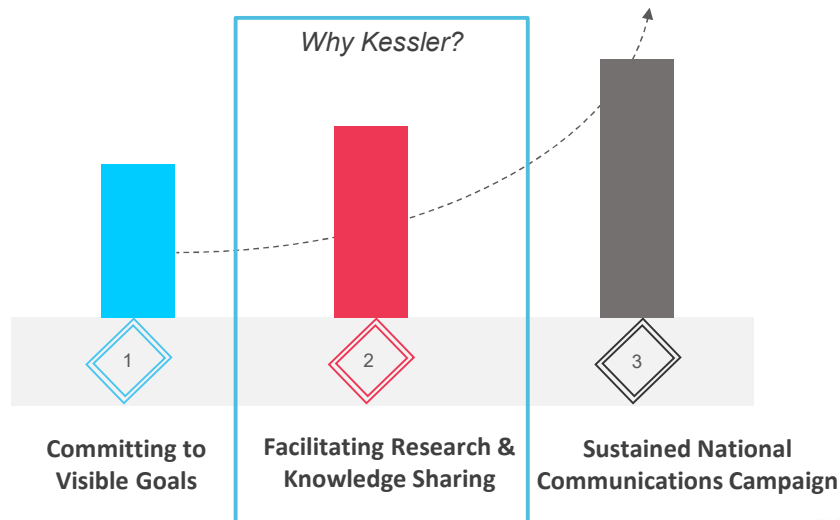 Why Kessler?
1
2
3
Committing to
Visible Goals
Facilitating Research &
Knowledge Sharing
Sustained National
Communications Campaign